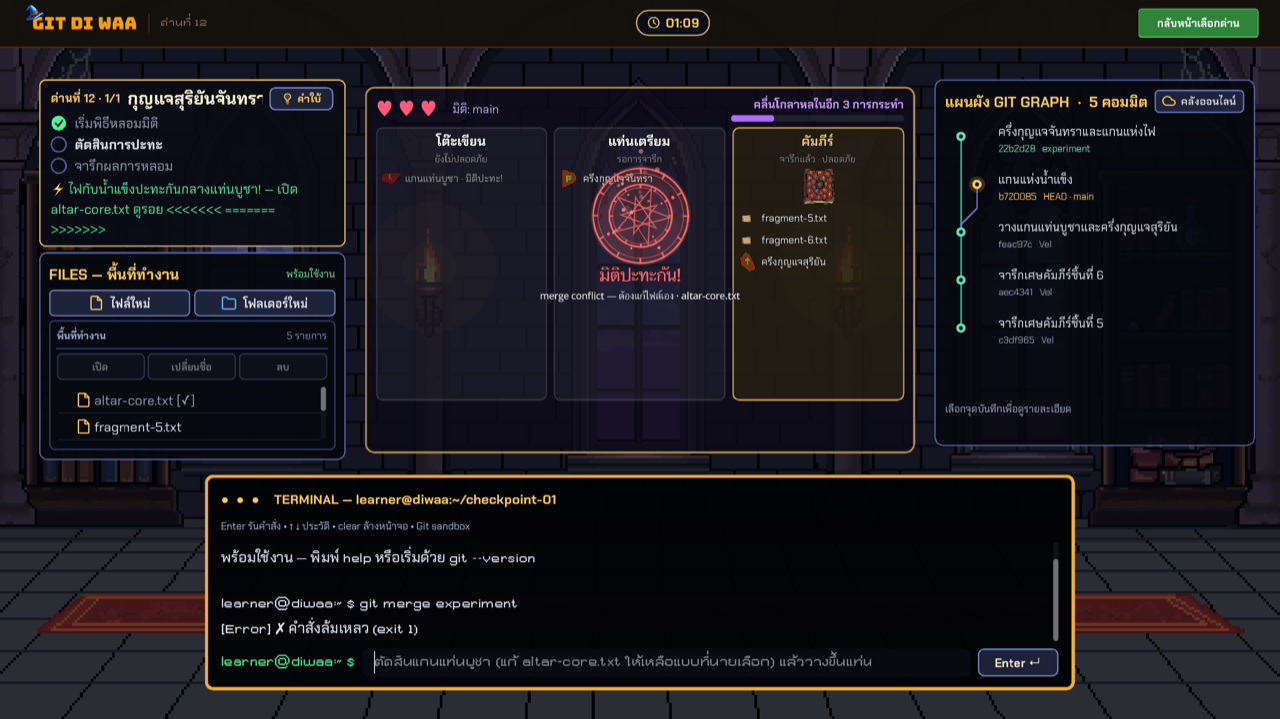 GIT DI WAA
ด่านที่ 12
01:09
กลับหน้าเลือกด่าน
ด่านที่ 12 · 1/1 กุญแจสุริยันจันทรา
คำใบ้
เริ่มพิธีหลอมมิติ
ตัดสินการปะทะ
จารึกผลการหลอม
⚡ ไฟกับน้ำแข็งปะทะกันกลางแท่นบูชา! — เปิด
altar-core.txt ดูรอย <<<<<<< =======
>>>>>>>
FILES — พื้นที่ทำงาน
พร้อมใช้งาน
ไฟล์ใหม่
โฟลเดอร์ใหม่
พื้นที่ทำงาน
5 รายการ
เปิด
เปลี่ยนชื่อ
ลบ
altar-core.txt [✓]
fragment-5.txt
มิติ: main
คลื่นโกลาหลในอีก 3 การกระทำ
โต๊ะเขียน
ยังไม่ปลอดภัย
แกนแท่นบูชา · มิติปะทะ!
แท่นเตรียม
รอการจารึก
ครึ่งกุญแจจันทรา
มิติปะทะกัน!
merge conflict — ต้องแก้ไฟล์เอง · altar-core.txt
คัมภีร์
จารึกแล้ว · ปลอดภัย
fragment-5.txt
fragment-6.txt
ครึ่งกุญแจสุริยัน
แผนผัง GIT GRAPH · 5 คอมมิต
คลังออนไลน์
ครึ่งกุญแจจันทราและแกนแห่งไฟ
22b2d28 experiment
แกนแห่งน้ำแข็ง
b720085 HEAD · main
วางแกนแท่นบูชาและครึ่งกุญแจสุริยัน
feac97c Vel
จารึกเศษคัมภีร์ชิ้นที่ 6
aec4341 Vel
จารึกเศษคัมภีร์ชิ้นที่ 5
c3df965 Vel
เลือกจุดบันทึกเพื่อดูรายละเอียด
TERMINAL — learner@diwaa:~/checkpoint-01
Enter รันคำสั่ง • ↑↓ ประวัติ • clear ล้างหน้าจอ • Git sandbox
พร้อมใช้งาน — พิมพ์ help หรือเริ่มด้วย git --version
learner@diwaa:~ $ git merge experiment
[Error] ✗ คำสั่งล้มเหลว (exit 1)
learner@diwaa:~ $ ตัดสินแกนแท่นบูชา (แก้ altar-core.txt ให้เหลือแบบที่นายเลือก) แล้ววางขึ้นแท่น
Enter ↵